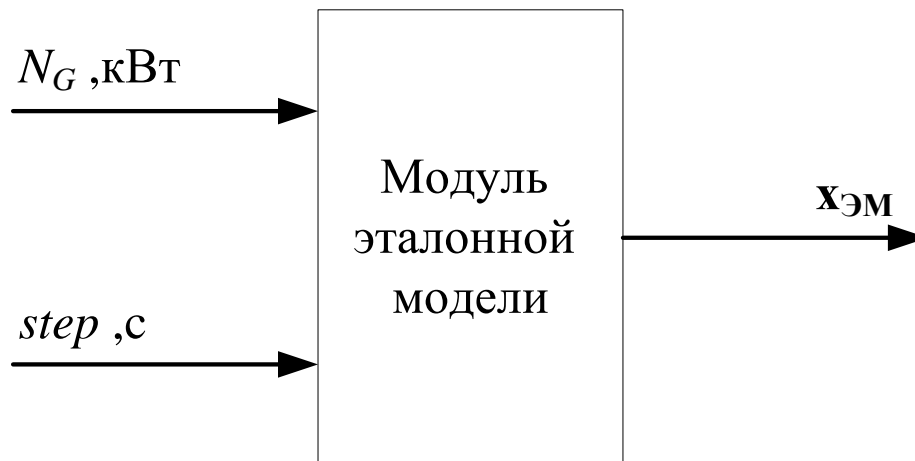 N_G ,кВт
Модуль
эталонной
модели
x_ЭМ
step ,с